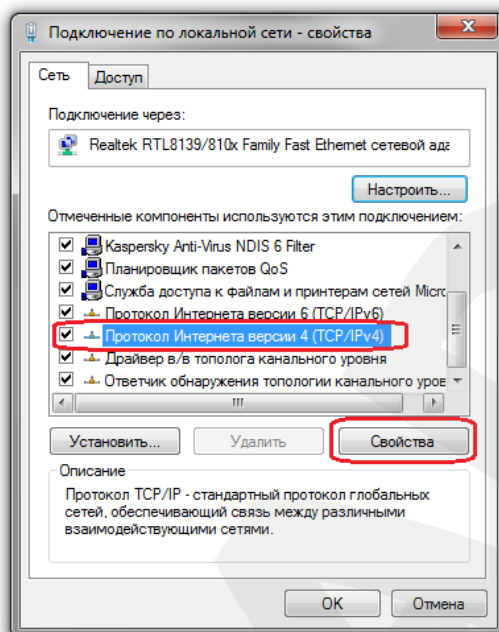 Подключение по локальной сети - свойства
Сеть
Доступ
Подключение через:
Realtek RTL8139/810x Family Fast Ethernet сетевой ада
Настроить...
Отмеченные компоненты используются этим подключением:
Kaspersky Anti-Virus NDIS 6 Filter
Планировщик пакетов QoS
Служба доступа к файлам и принтерам сетей Micro
Протокол Интернета версии 6 (TCP/IPv6)
Протокол Интернета версии 4 (TCP/IPv4)
Драйвер в/в тополога канального уровня
Ответчик обнаружения топологии канального уров
Установить...
Удалить
Свойства
Описание
Протокол TCP/IP - стандартный протокол глобальных
сетей, обеспечивающий связь между различными
взаимодействующими сетями.
OK
Отмена